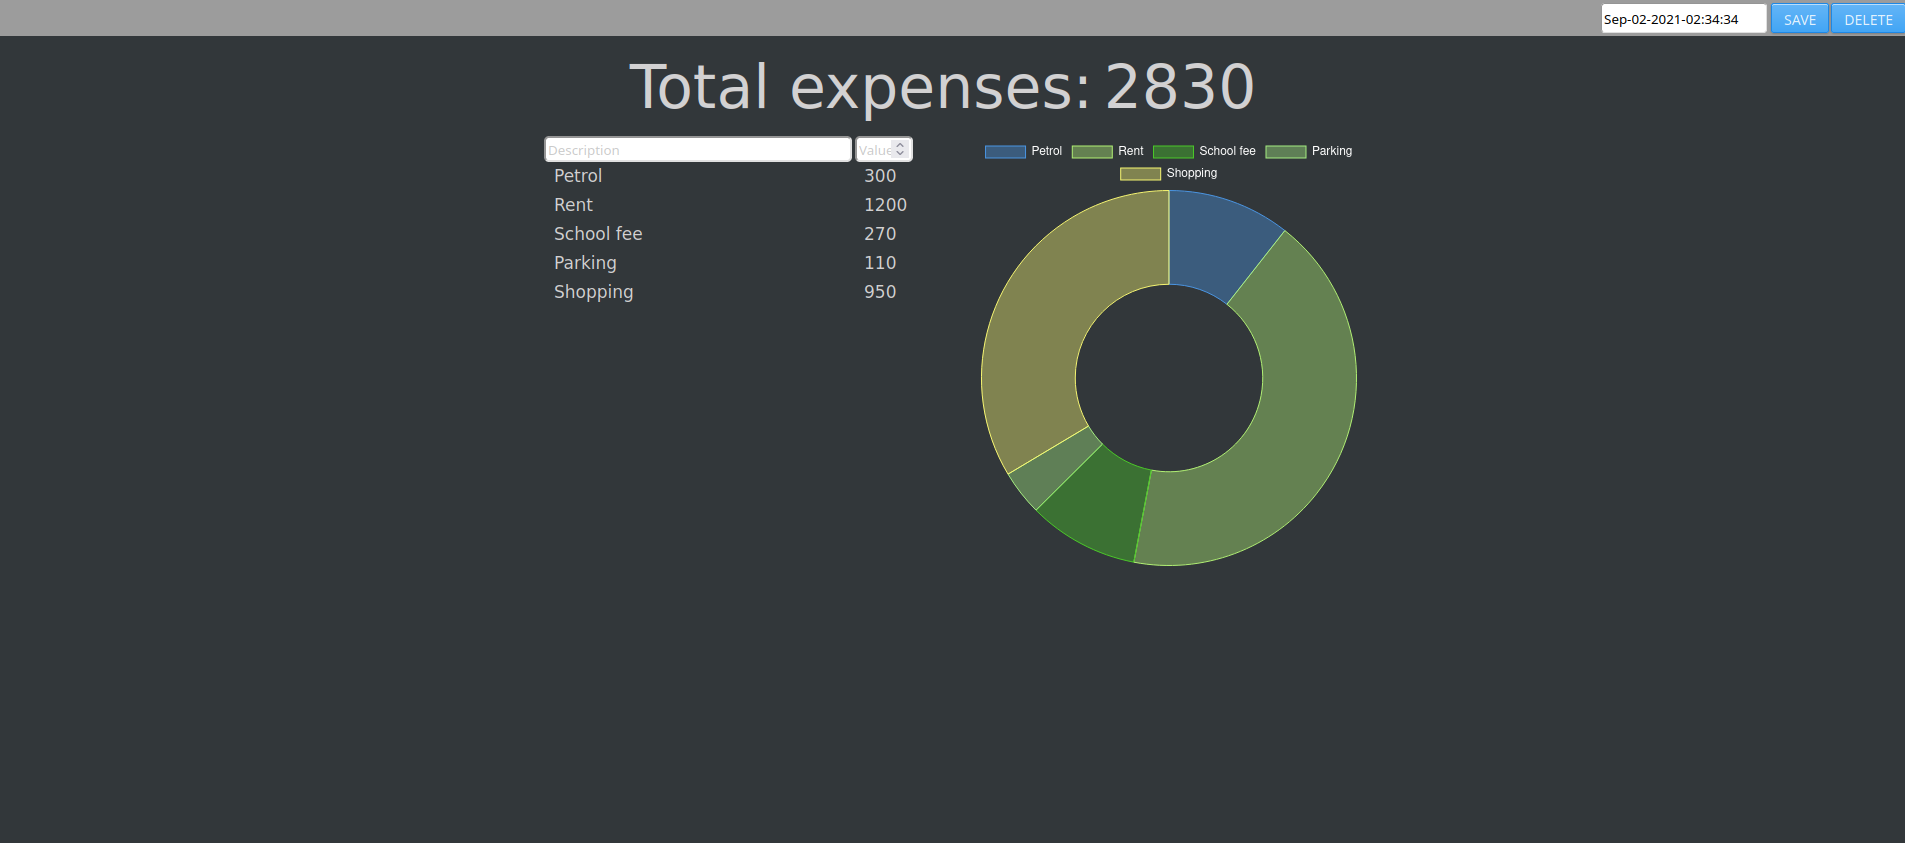 Sep-02-2021-02:34:34 SAVE DELETE
Total expenses: 2830
Description Value
Petrol 300
Rent 1200
School fee 270
Parking 110
Shopping 950
Petrol Rent School fee Parking
Shopping